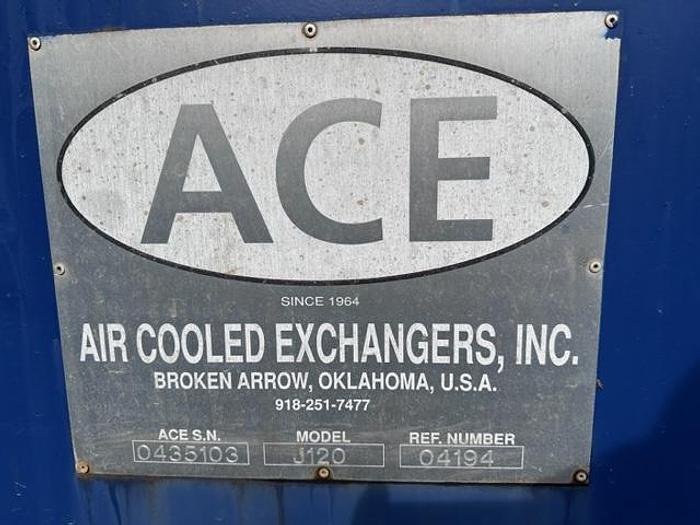 ACE
SINCE 1964
AIR COOLED EXCHANGERS, INC.
BROKEN ARROW, OKLAHOMA, U.S.A.
918-251-7477
ACE S.N. MODEL REF. NUMBER
0435103 J120 04194